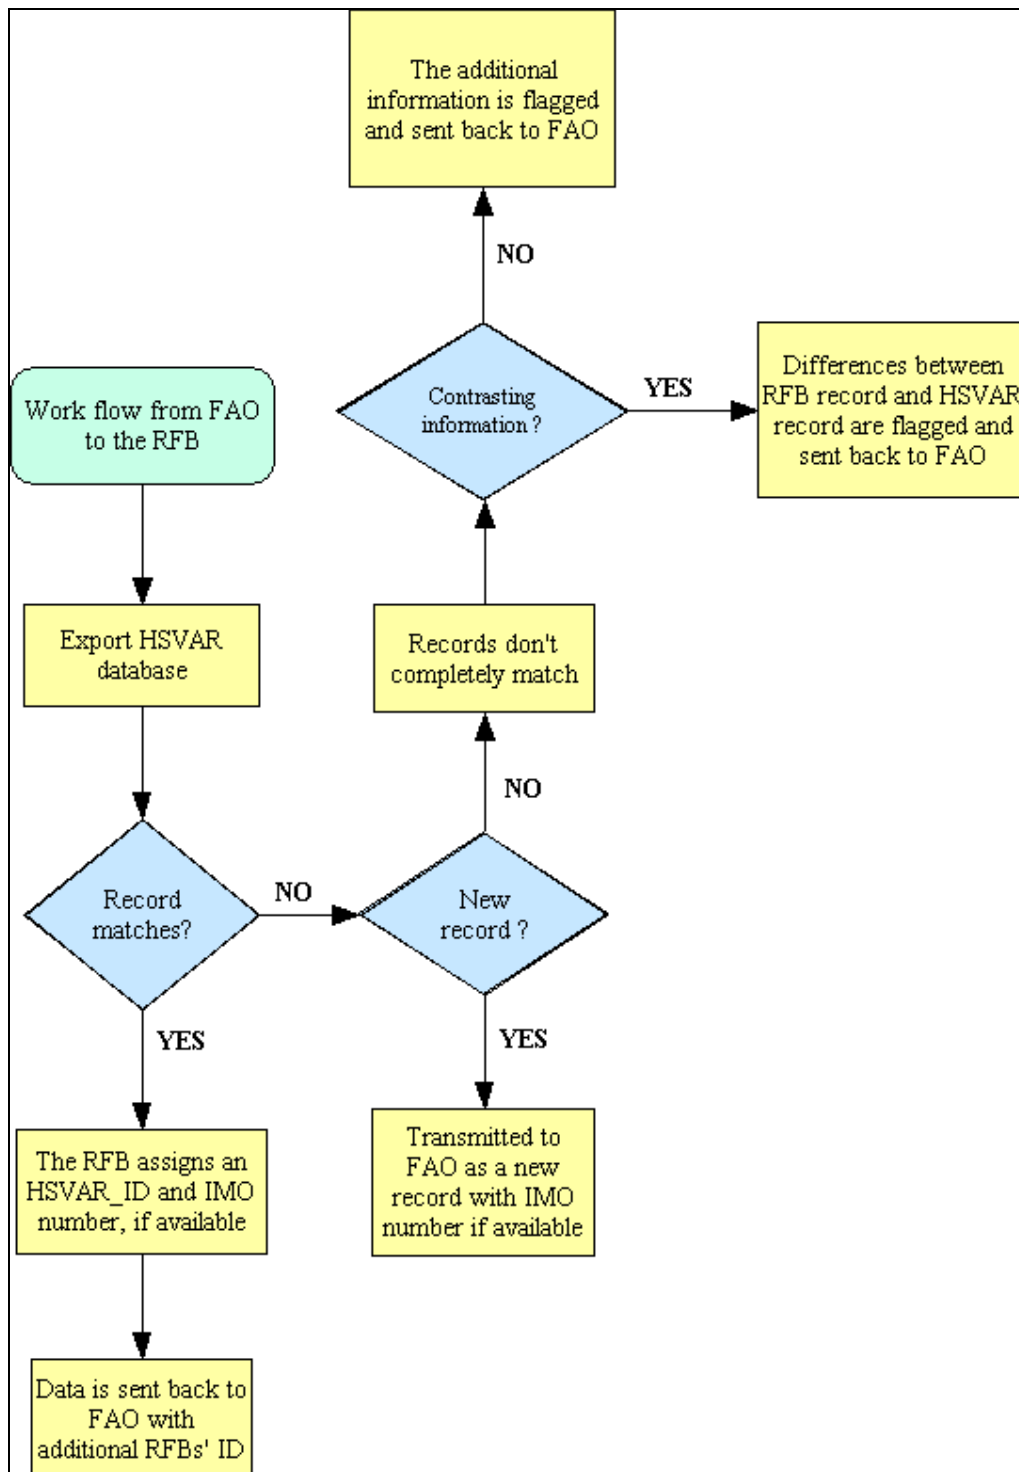 The additional
information is flagged
and sent back to FAO
NO
Contrasting
information ?
YES
Differences between
RFB record and HSVAR
record are flagged and
sent back to FAO
Work flow from FAO
to the RFB
Export HSVAR
database
Records don't
completely match
NO
Record
matches?
NO
New
record ?
YES
YES
The RFB assigns an
HSVAR_ID and IMO
number, if available
Transmitted to
FAO as a new
record with IMO
number if available
Data is sent back to
FAO with
additional RFBs' ID